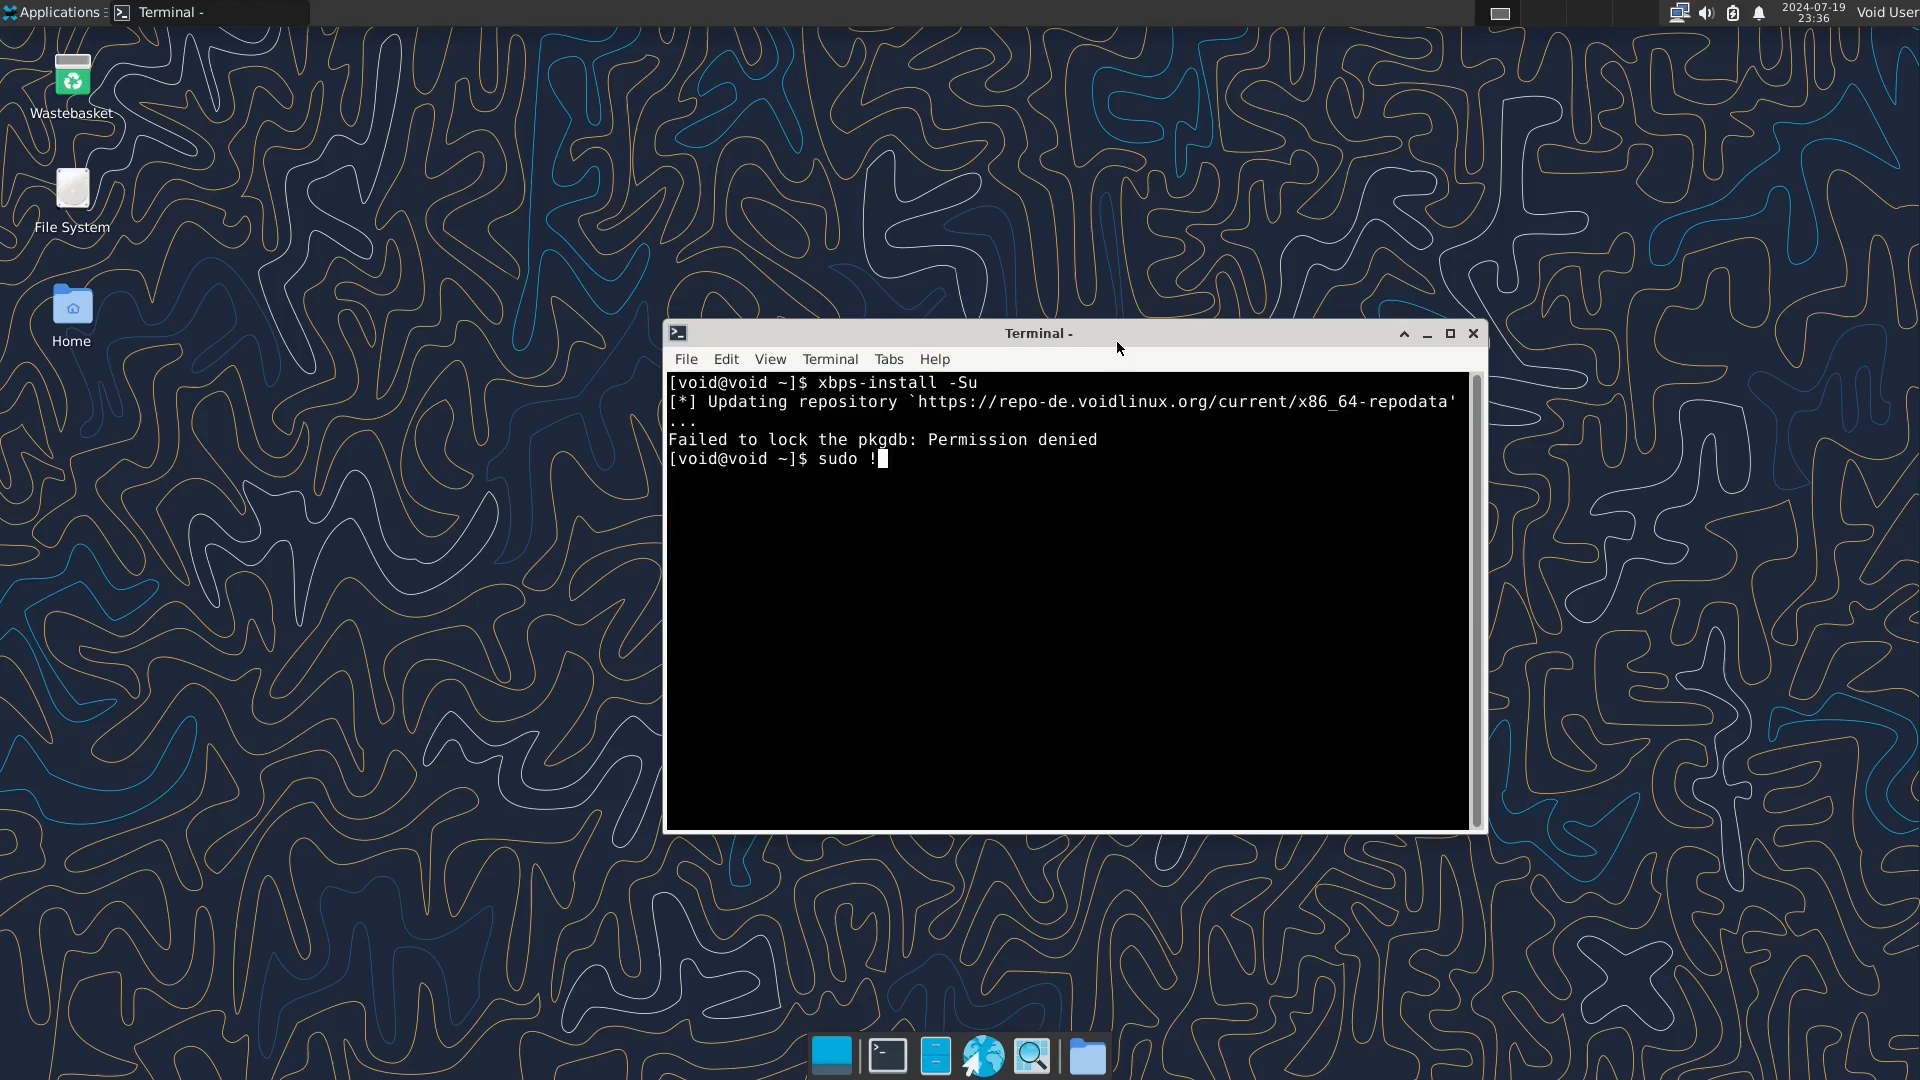 Applications
Terminal -
2024-07-19
23:36
Void User
Wastebasket
File System
Home
Terminal -
File Edit View Terminal Tabs Help
[void@void ~]$ xbps-install -Su
[*] Updating repository `https://repo-de.voidlinux.org/current/x86_64-repodata'
...
Failed to lock the pkgdb: Permission denied
[void@void ~]$ sudo !